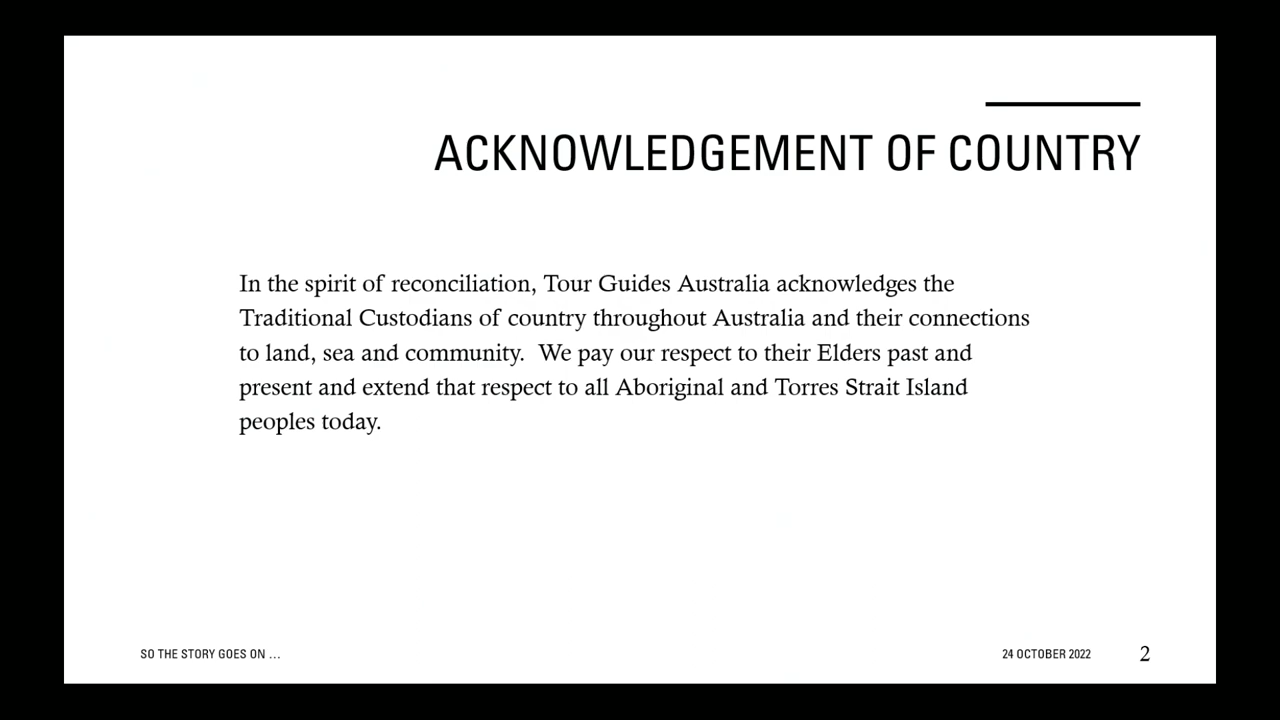 ACKNOWLEDGEMENT OF COUNTRY
In the spirit of reconciliation, Tour Guides Australia acknowledges the
Traditional Custodians of country throughout Australia and their connections
to land, sea and community.  We pay our respect to their Elders past and
present and extend that respect to all Aboriginal and Torres Strait Island
peoples today.
SO THE STORY GOES ON ...
24 OCTOBER 2022
2